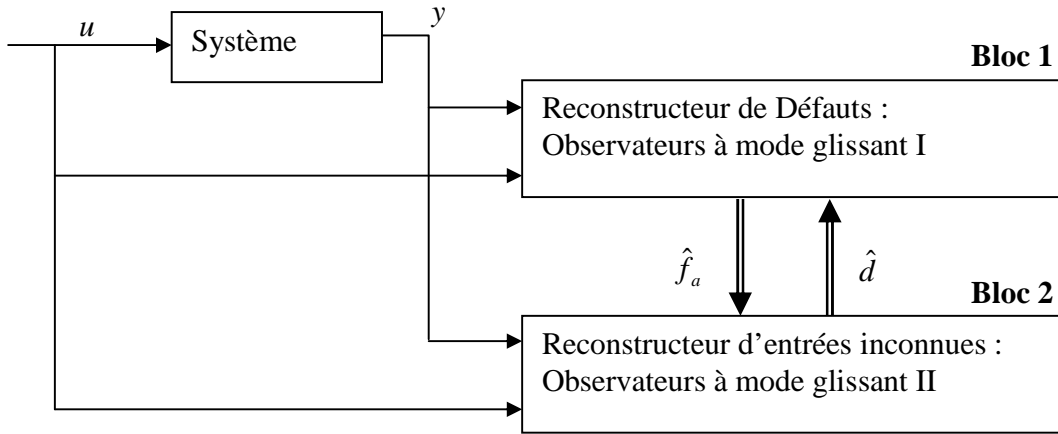 u
y
Système
Bloc 1
Reconstructeur de Défauts :
Observateurs à mode glissant I
f̂ₐ
d̂
Bloc 2
Reconstructeur d’entrées inconnues :
Observateurs à mode glissant II